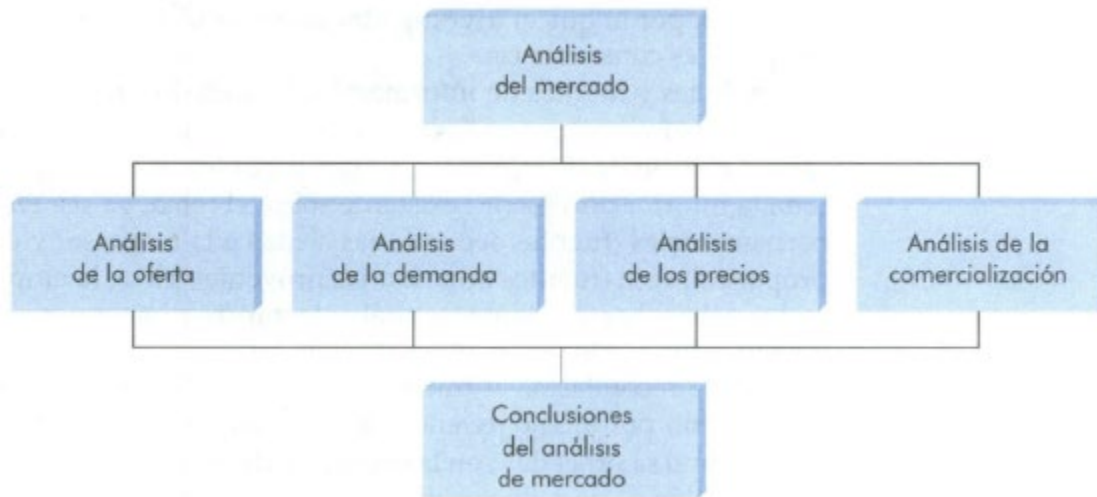 Análisis
del mercado
Análisis
de la oferta
Análisis
de la demanda
Análisis
de los precios
Análisis de la
comercialización
Conclusiones
del análisis
de mercado